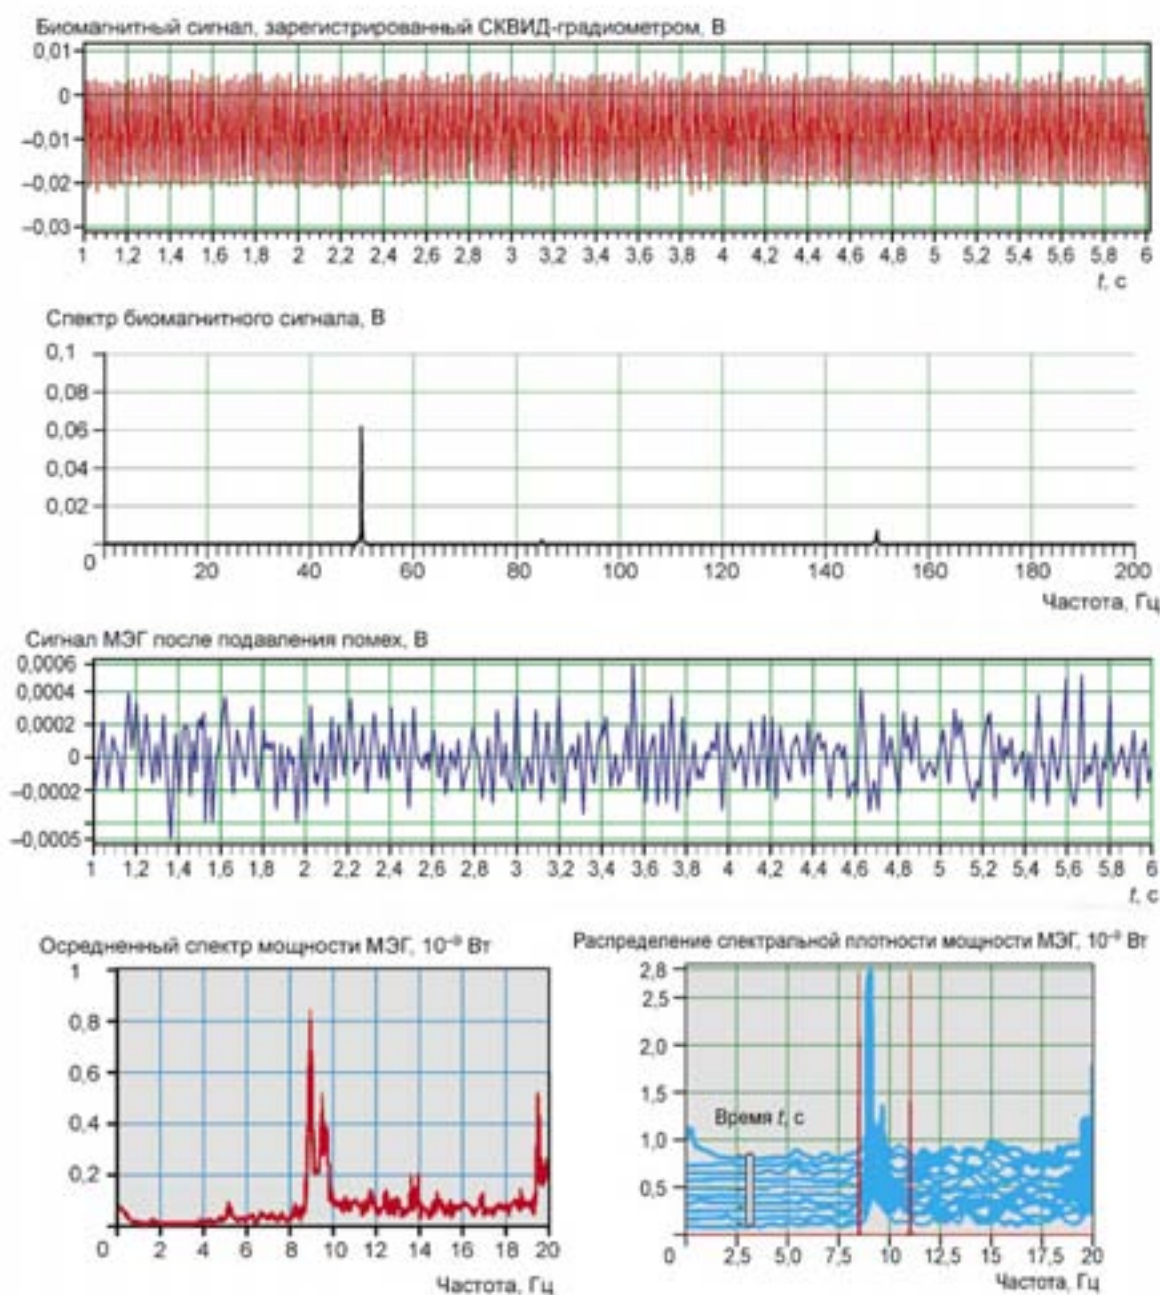 Биомагнитный сигнал, зарегистрированный СКВИД-градиометром, В
0,01
0
–0,01
–0,02
–0,03
1 1,2 1,4 1,6 1,8 2 2,2 2,4 2,6 2,8 3 3,2 3,4 3,6 3,8 4 4,2 4,4 4,6 4,8 5 5,2 5,4 5,6 5,8 6
t, с
Спектр биомагнитного сигнала, В
0,1
0,08
0,06
0,04
0,02
0 20 40 60 80 100 120 140 160 180 200
Частота, Гц
Сигнал МЭГ после подавления помех, В
0,0006
0,0004
0,0002
0
–0,0002
–0,0005
1 1,2 1,4 1,6 1,8 2 2,2 2,4 2,6 2,8 3 3,2 3,4 3,6 3,8 4 4,2 4,4 4,6 4,8 5 5,2 5,4 5,6 5,8 6
t, с
Осредненный спектр мощности МЭГ, 10⁻⁹ Вт
1
0,8
0,6
0,4
0,2
0 2 4 6 8 10 12 14 16 18 20
Частота, Гц
Распределение спектральной плотности мощности МЭГ, 10⁻⁹ Вт
2,8
2,5
2,0
1,5
Время t, с
1,0
0,5
0 2,5 5,0 7,5 10 12,5 15 17,5 20
Частота, Гц